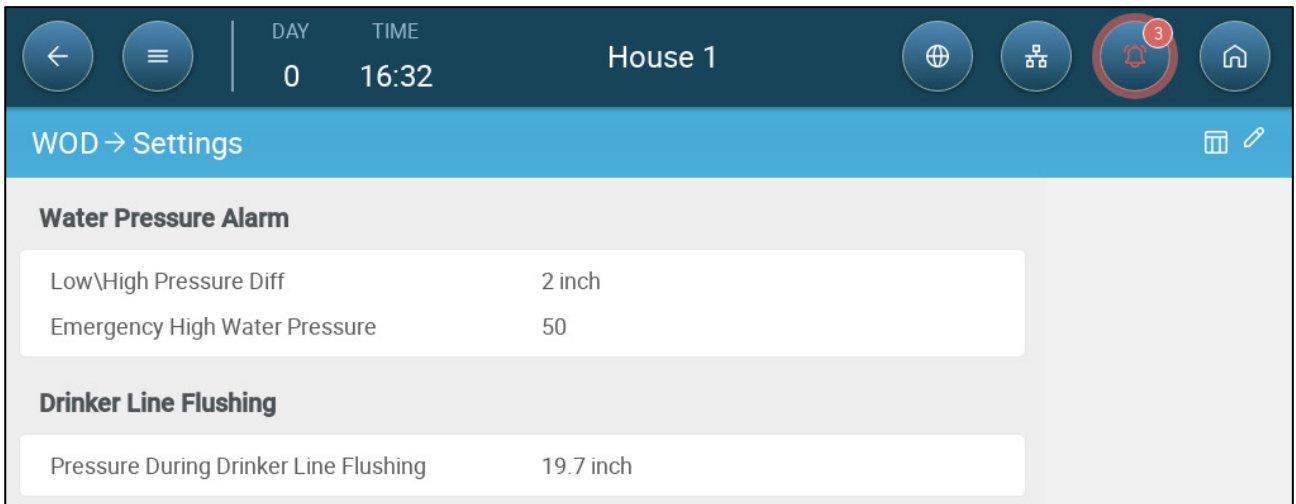 DAY TIME
0 16:32
House 1
3
WOD → Settings
Water Pressure Alarm
Low\High Pressure Diff 2 inch
Emergency High Water Pressure 50
Drinker Line Flushing
Pressure During Drinker Line Flushing 19.7 inch